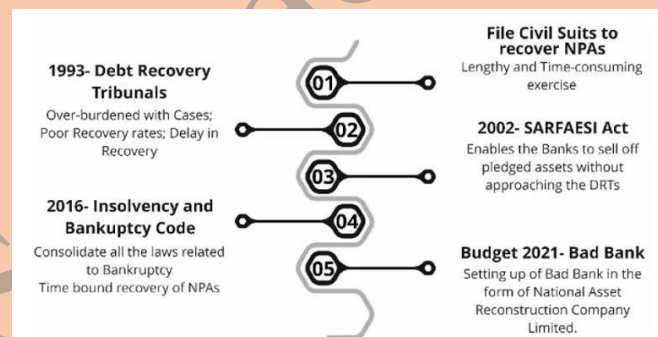 File Civil Suits to
recover NPAs
Lengthy and Time-consuming
exercise
01
1993- Debt Recovery
Tribunals
Over-burdened with Cases;
Poor Recovery rates; Delay in
Recovery
02
2002- SARFAESI Act
Enables the Banks to sell off
pledged assets without
approaching the DRTs
03
2016- Insolvency and
Bankuptcy Code
Consolidate all the laws related
to Bankruptcy
Time bound recovery of NPAs
04
Budget 2021- Bad Bank
Setting up of Bad Bank in the
form of National Asset
Reconstruction Company
Limited.
05